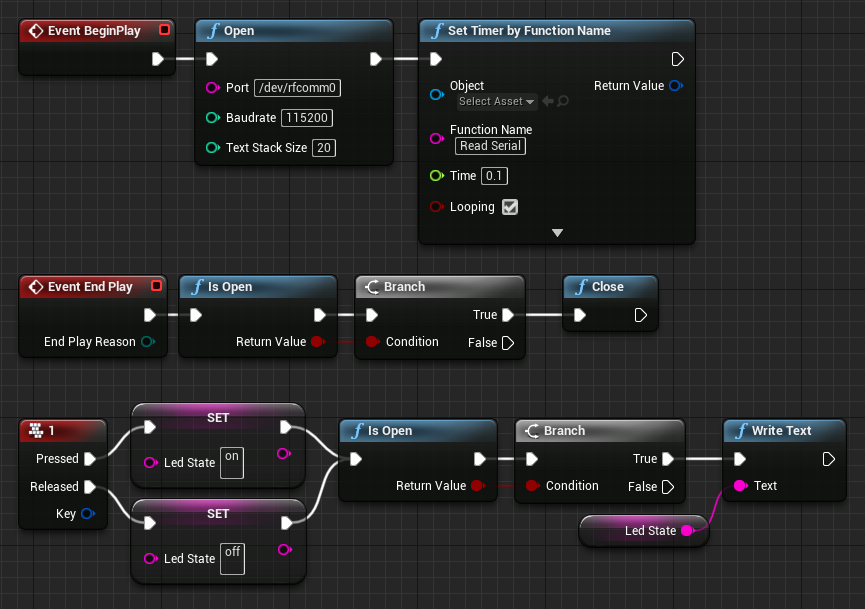 Event BeginPlay
Open
Port /dev/rfcomm0
Baudrate 115200
Text Stack Size 20
Set Timer by Function Name
Object
Select Asset
Return Value
Function Name
Read Serial
Time 0.1
Looping
Event End Play
End Play Reason
Is Open
Return Value
Branch
True
Condition
False
Close
1
Pressed
Released
Key
SET
Led State on
SET
Led State off
Is Open
Return Value
Branch
True
Condition
False
Led State
Write Text
Text